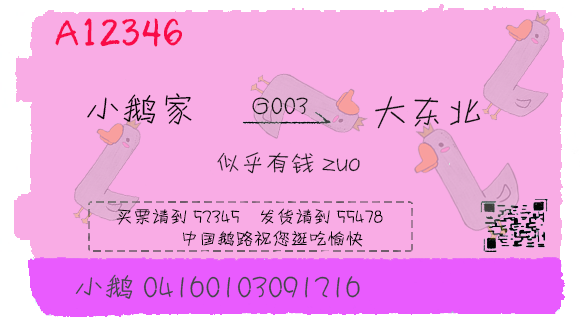 A12346
小鹅家 G003 大东北
似乎有钱 zuo
买票请到 57345 发货请到 55478
中国鹅路祝您逛吃愉快
小鹅 04160103091216